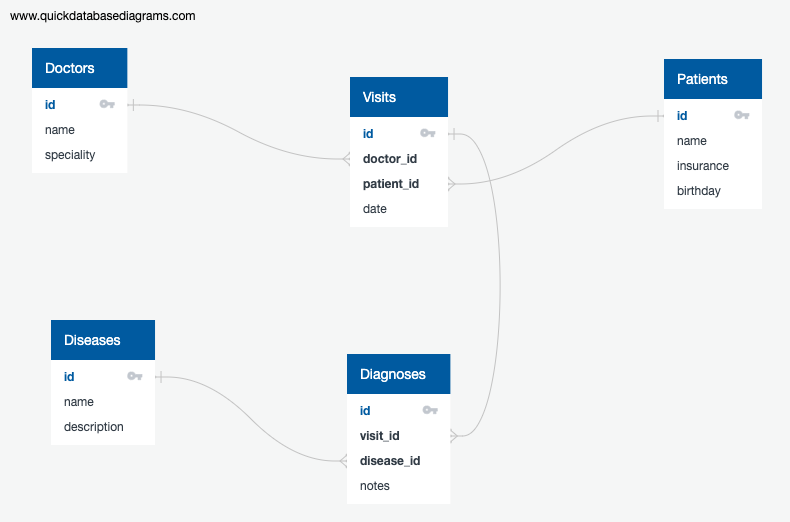 www.quickdatabasediagrams.com
Doctors
id
name
speciality
Visits
id
doctor_id
patient_id
date
Patients
id
name
insurance
birthday
Diseases
id
name
description
Diagnoses
id
visit_id
disease_id
notes